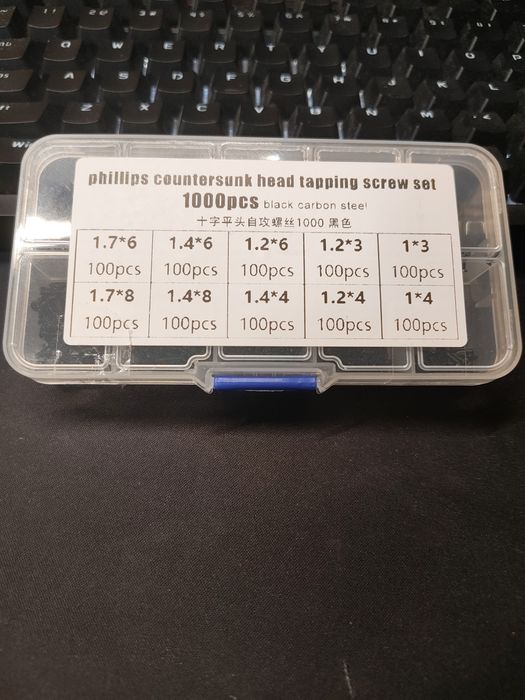 Q W E R
A S D F
Z X C V
phillips countersunk head tapping screw set
1000pcs black carbon steel
十字平头自攻螺丝1000 黑色
1.7*6 1.4*6 1.2*6 1.2*3 1*3
100pcs 100pcs 100pcs 100pcs 100pcs
1.7*8 1.4*8 1.4*4 1.2*4 1*4
100pcs 100pcs 100pcs 100pcs 100pcs